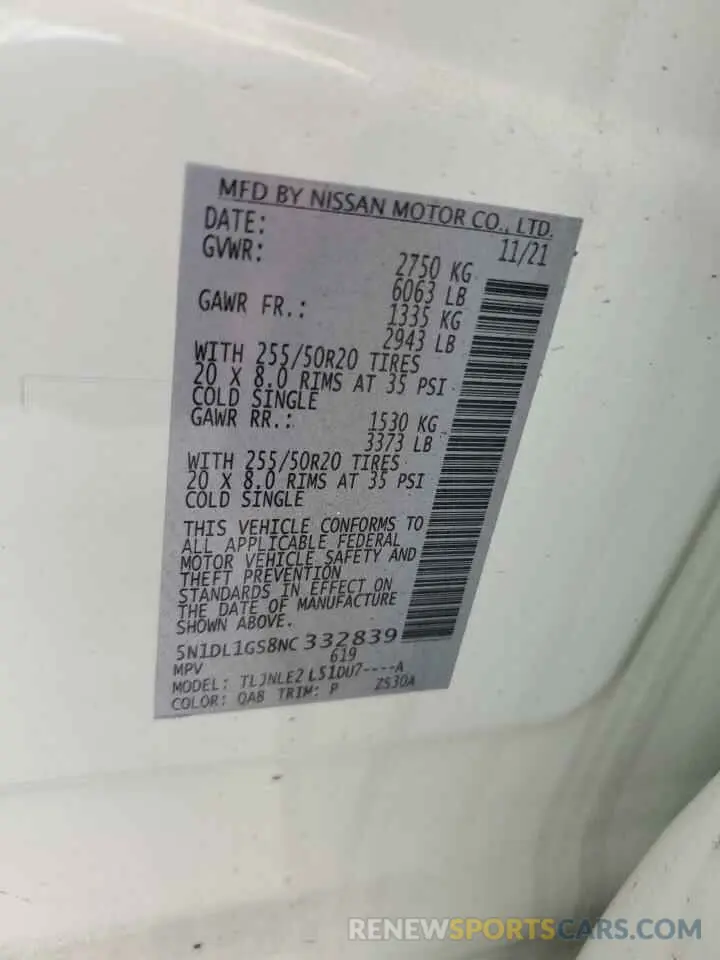 MFD BY NISSAN MOTOR CO., LTD.
DATE: 11/21
GVWR: 2750 KG
6063 LB
GAWR FR.: 1335 KG
2943 LB
WITH 255/50R20 TIRES
20 X 8.0 RIMS AT 35 PSI
COLD SINGLE
GAWR RR.: 1530 KG
3373 LB
WITH 255/50R20 TIRES
20 X 8.0 RIMS AT 35 PSI
COLD SINGLE
THIS VEHICLE CONFORMS TO
ALL APPLICABLE FEDERAL
MOTOR VEHICLE SAFETY AND
THEFT PREVENTION
STANDARDS IN EFFECT ON
THE DATE OF MANUFACTURE
SHOWN ABOVE.
5N1DL1GS8NC332839
MPV 619
MODEL: TLJNLE2 L51DU7----A
COLOR: QAB TRIM: P ZS30A
RENEWSPORTSCARS.COM